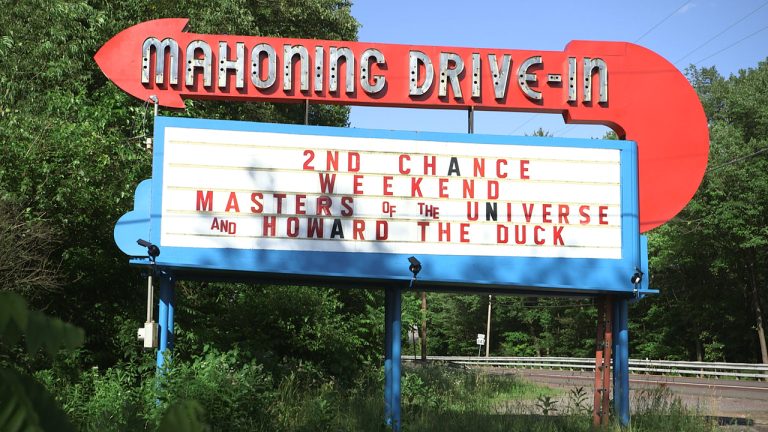 MAHONING DRIVE-IN
2ND CHANCE
WEEKEND
MASTERS OF THE UNIVERSE
AND HOWARD THE DUCK